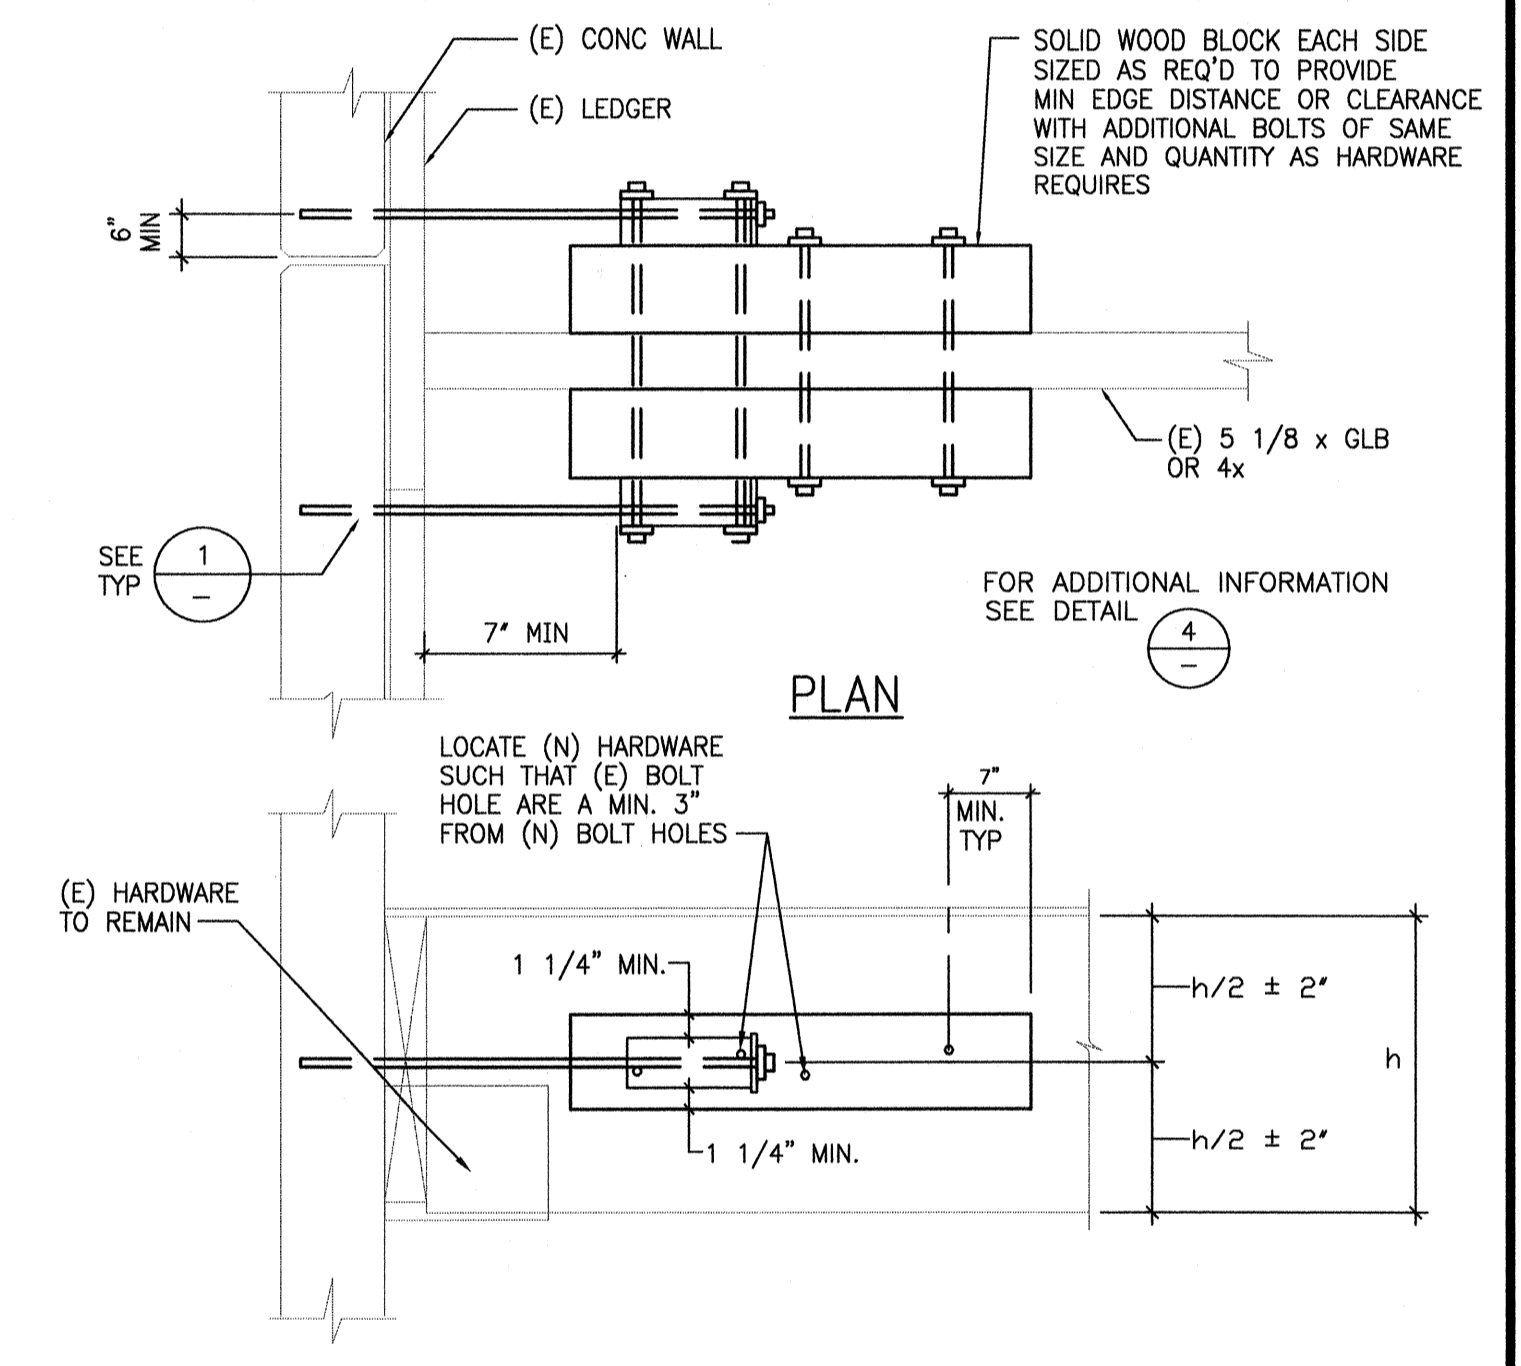 (E) CONC WALL
(E) LEDGER
SOLID WOOD BLOCK EACH SIDE
SIZED AS REQ'D TO PROVIDE
MIN EDGE DISTANCE OR CLEARANCE
WITH ADDITIONAL BOLTS OF SAME
SIZE AND QUANTITY AS HARDWARE
REQUIRES
6"
MIN
(E) 5 1/8 x GLB
OR 4x
SEE
TYP
1
–
7" MIN
FOR ADDITIONAL INFORMATION
SEE DETAIL
4
–
PLAN
LOCATE (N) HARDWARE
SUCH THAT (E) BOLT
HOLE ARE A MIN. 3"
FROM (N) BOLT HOLES
7"
MIN.
TYP
(E) HARDWARE
TO REMAIN
1 1/4" MIN.
h/2 ± 2"
h
1 1/4" MIN.
h/2 ± 2"